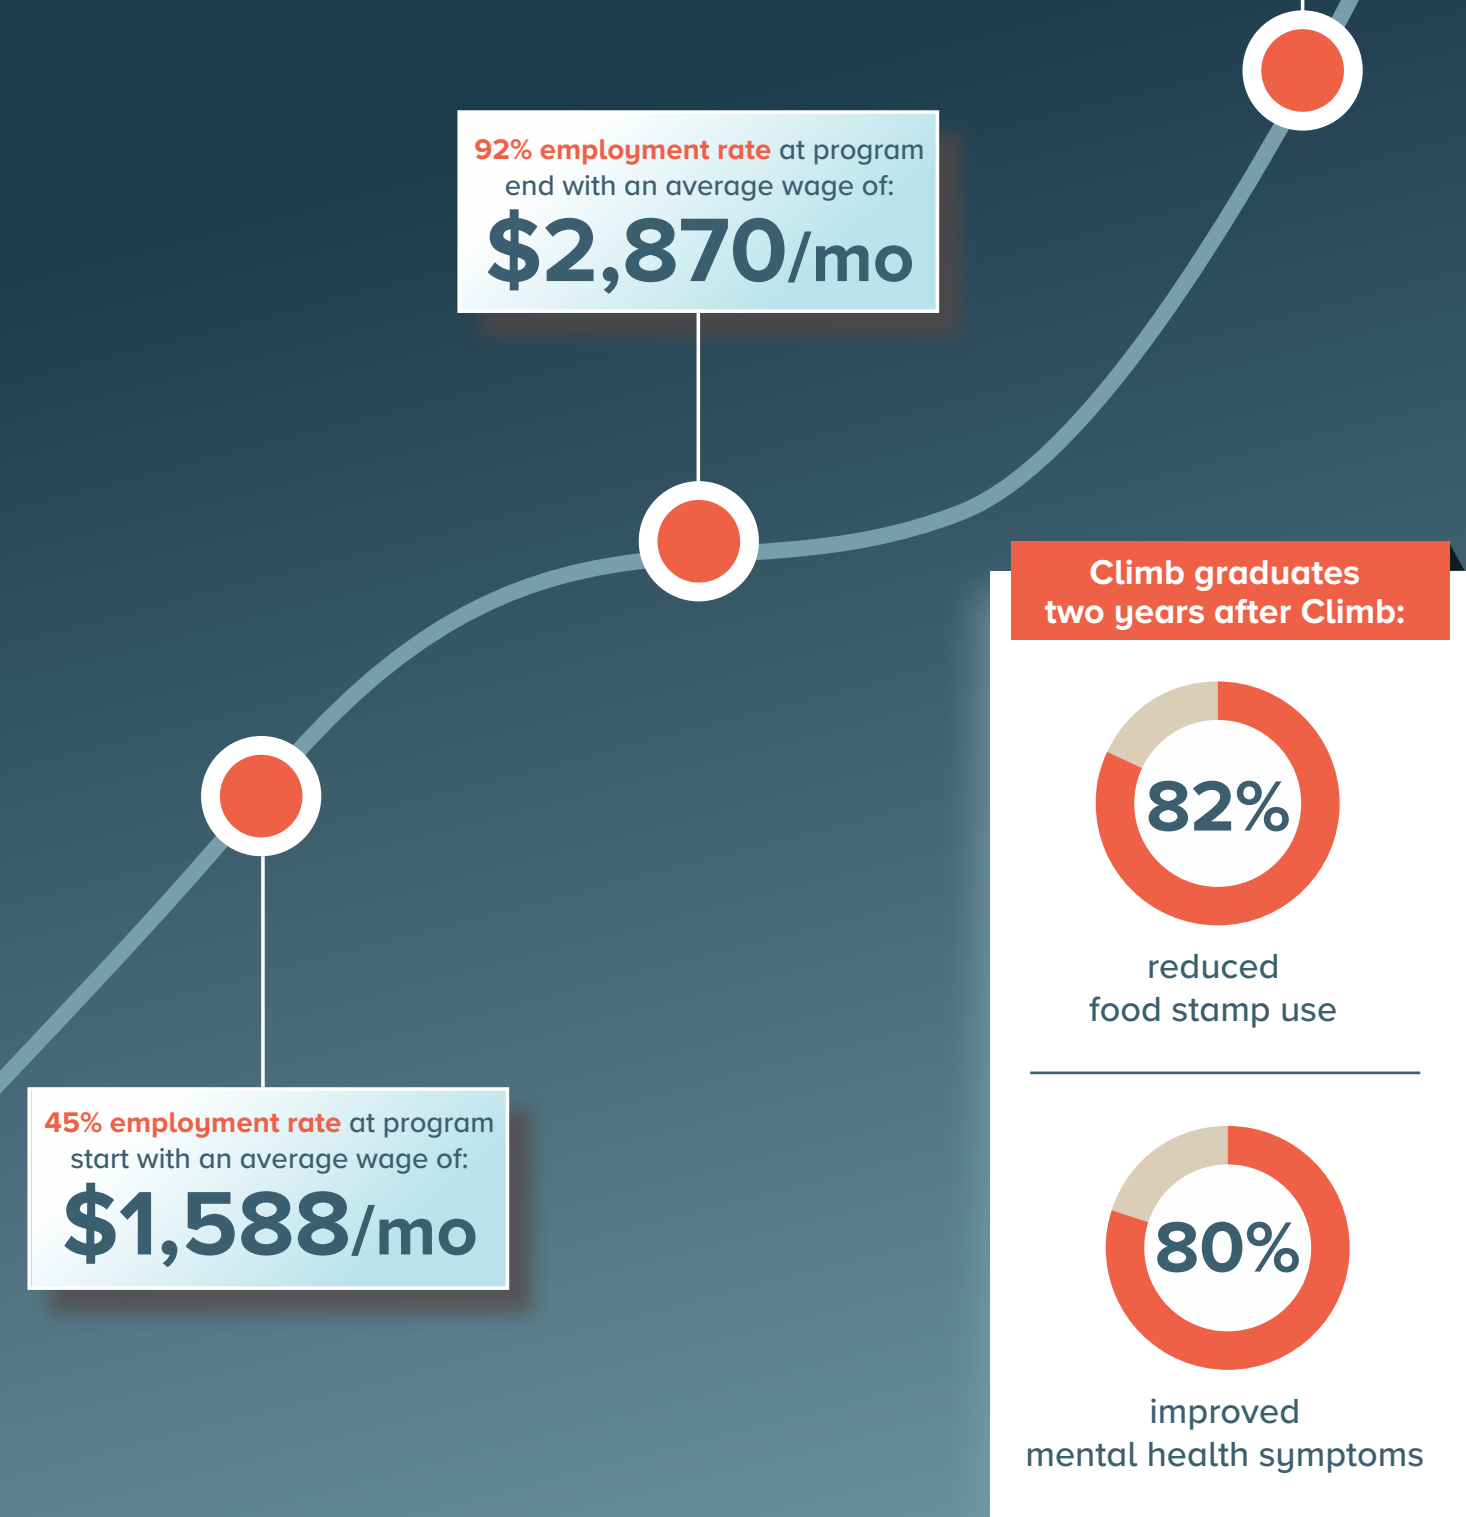 92% employment rate at program
end with an average wage of:
$2,870/mo
Climb graduates
two years after Climb:
82%
reduced
food stamp use
45% employment rate at program
start with an average wage of:
$1,588/mo
80%
improved
mental health symptoms